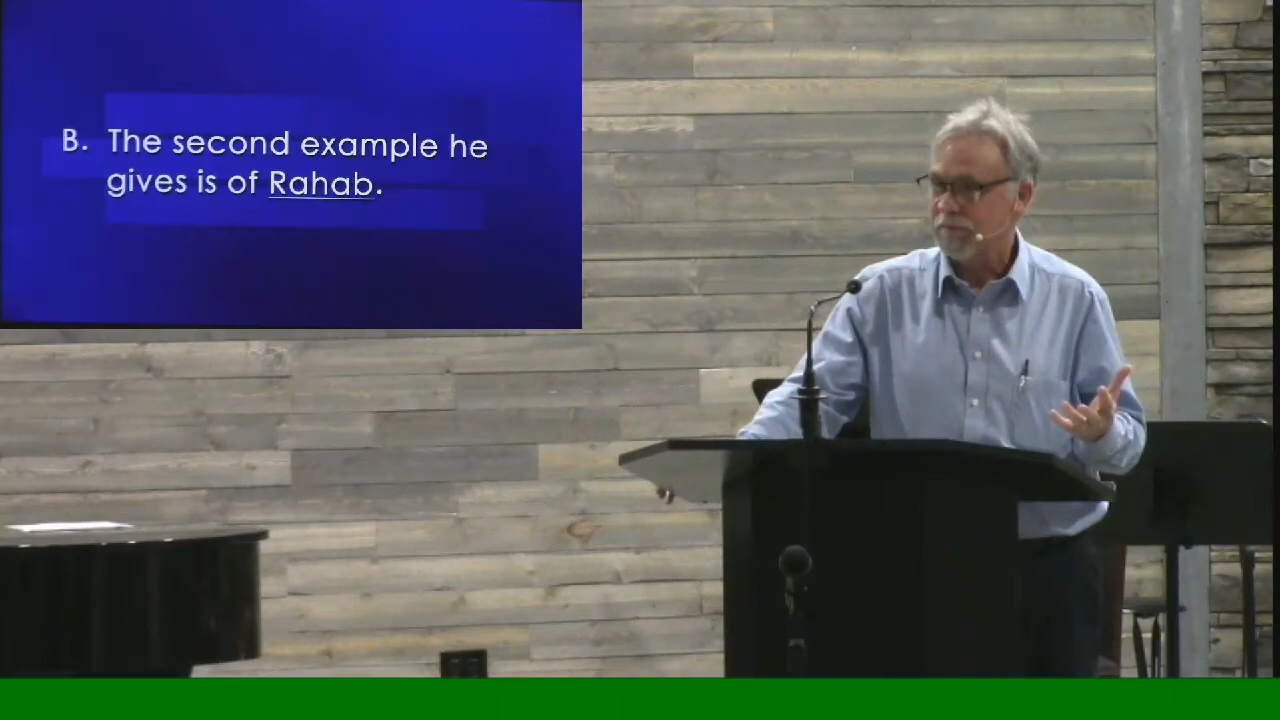 B. The second example he
gives is of Rahab.